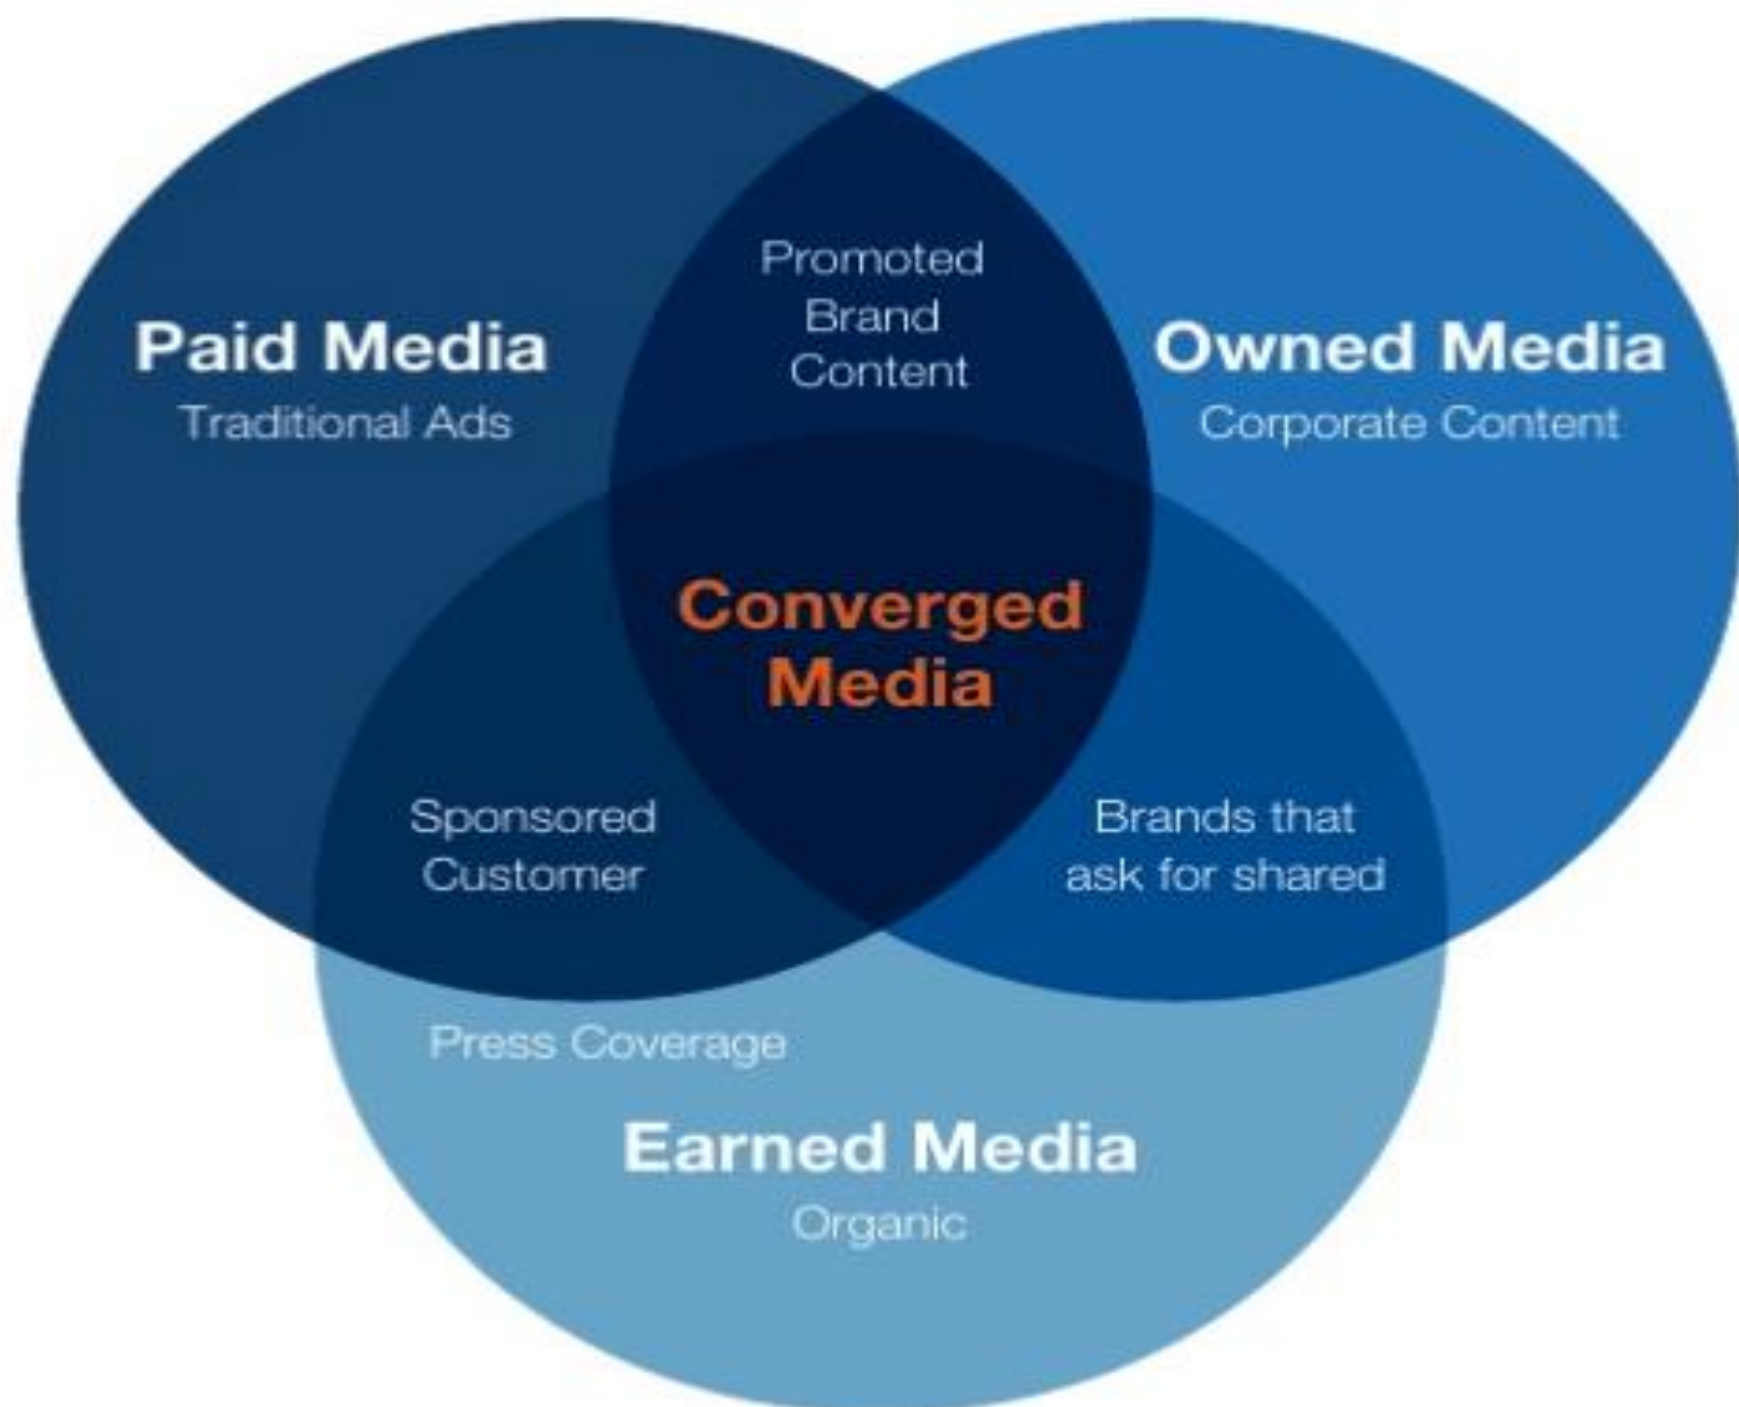 Promoted
Brand
Content
Paid Media
Traditional Ads
Owned Media
Corporate Content
Converged
Media
Sponsored
Customer
Brands that
ask for shared
Press Coverage
Earned Media
Organic